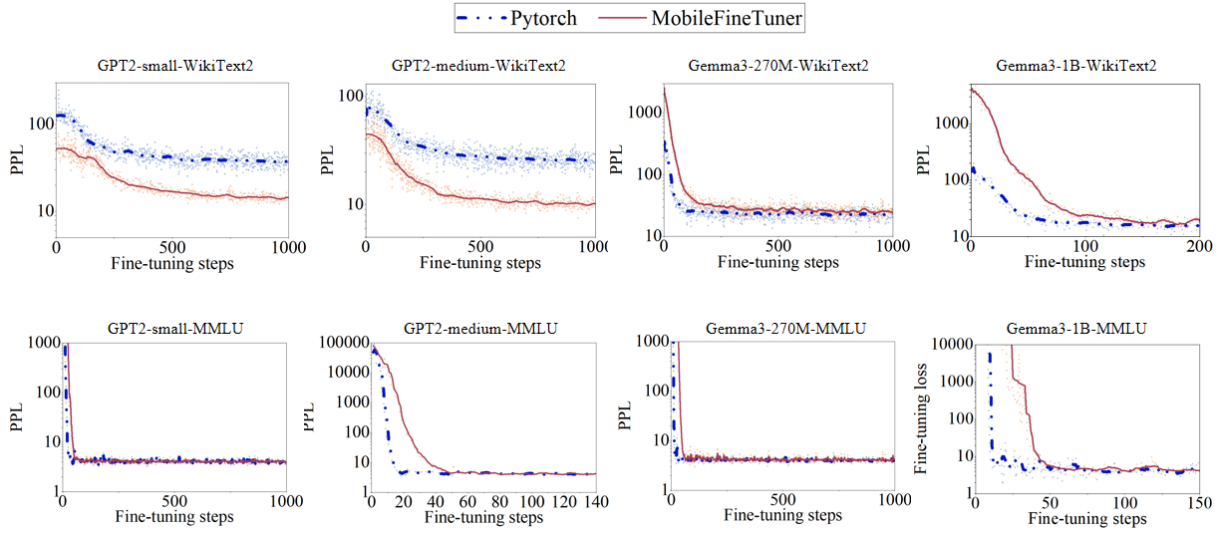 Pytorch MobileFineTuner
GPT2-small-WikiText2
PPL
100
10
0 500 1000
Fine-tuning steps
GPT2-medium-WikiText2
PPL
100
10
0 500 1000
Fine-tuning steps
Gemma3-270M-WikiText2
PPL
1000
100
10
0 500 1000
Fine-tuning steps
Gemma3-1B-WikiText2
PPL
1000
100
10
0 100 200
Fine-tuning steps
GPT2-small-MMLU
PPL
1000
100
10
1
0 500 1000
Fine-tuning steps
GPT2-medium-MMLU
PPL
100000
10000
1000
100
10
1
0 20 40 60 80 100 120 140
Fine-tuning steps
Gemma3-270M-MMLU
PPL
1000
100
10
1
0 500 1000
Fine-tuning steps
Gemma3-1B-MMLU
Fine-tuning loss
10000
1000
100
10
1
0 50 100 150
Fine-tuning steps